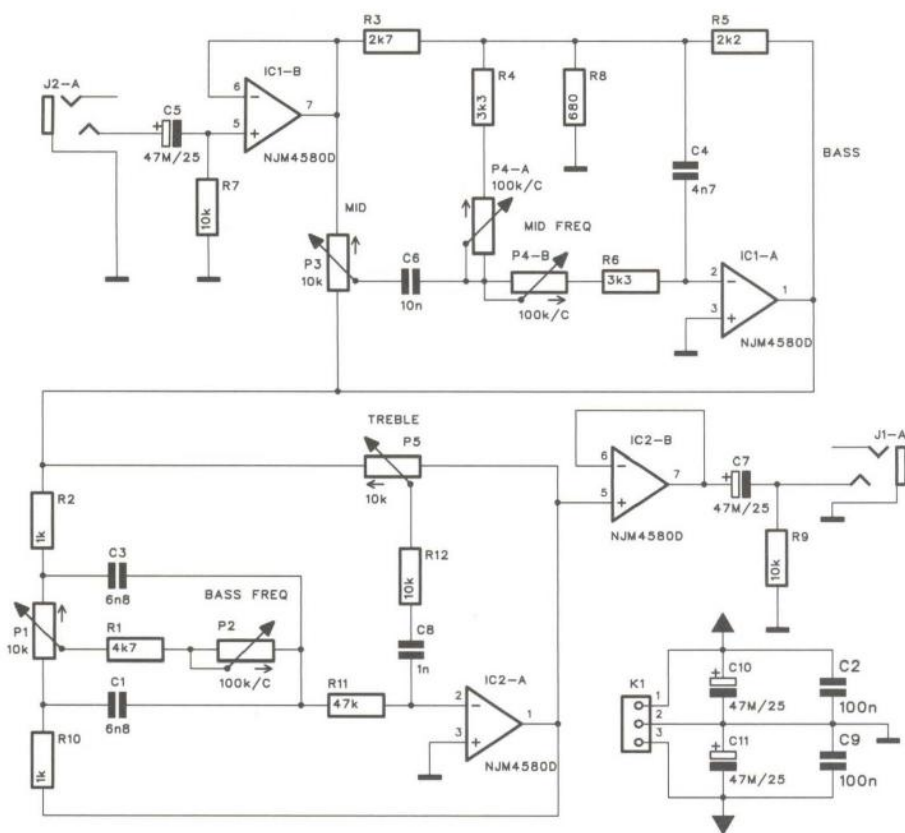 R3
2k7
R5
2k2
J2-A
C5
47M/25
R7
10k
IC1-B
6
5
7
NJM4580D
R4
3k3
R8
680
C4
4n7
BASS
MID
P3
10k
C6
10n
P4-A
100k/C
MID FREQ
P4-B
100k/C
R6
3k3
IC1-A
2
3
1
NJM4580D
TREBLE
P5
10k
IC2-B
6
5
7
NJM4580D
C7
47M/25
J1-A
R9
10k
R2
1k
C3
6n8
BASS FREQ
P1
10k
R1
4k7
P2
100k/C
C1
6n8
R10
1k
R11
47k
R12
10k
C8
1n
IC2-A
2
3
1
NJM4580D
K1
1
2
3
C10
47M/25
C2
100n
C11
47M/25
C9
100n